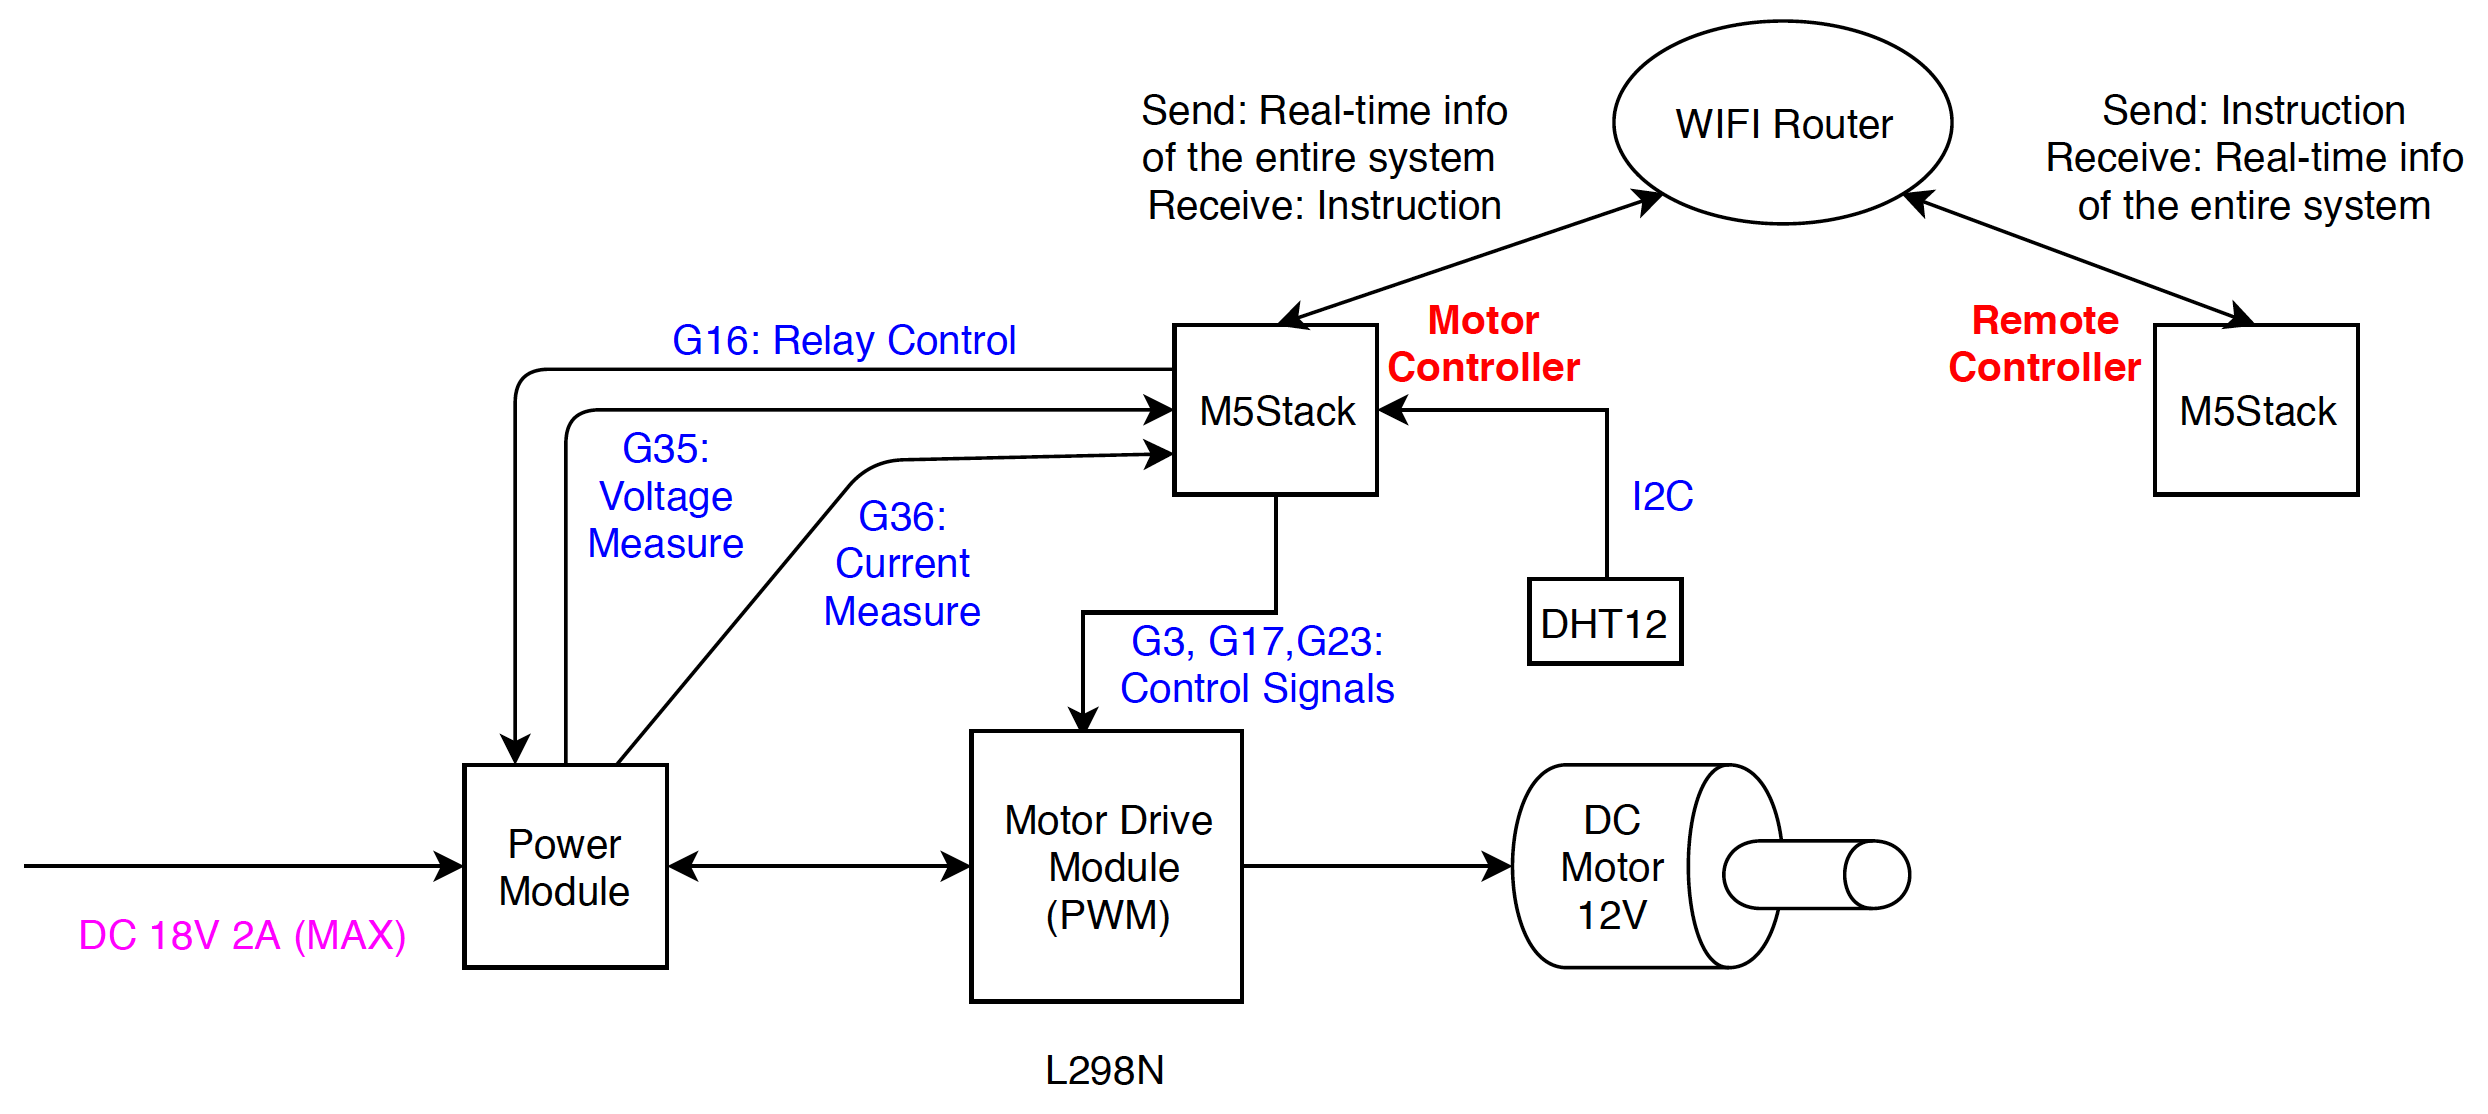 WIFI Router
Send: Real-time info
of the entire system
Receive: Instruction
Send: Instruction
Receive: Real-time info
of the entire system
Motor
Controller
Remote
Controller
G16: Relay Control
M5Stack
M5Stack
G35:
Voltage
Measure
G36:
Current
Measure
I2C
DHT12
G3, G17,G23:
Control Signals
Power
Module
Motor Drive
Module
(PWM)
DC
Motor
12V
DC 18V 2A (MAX)
L298N